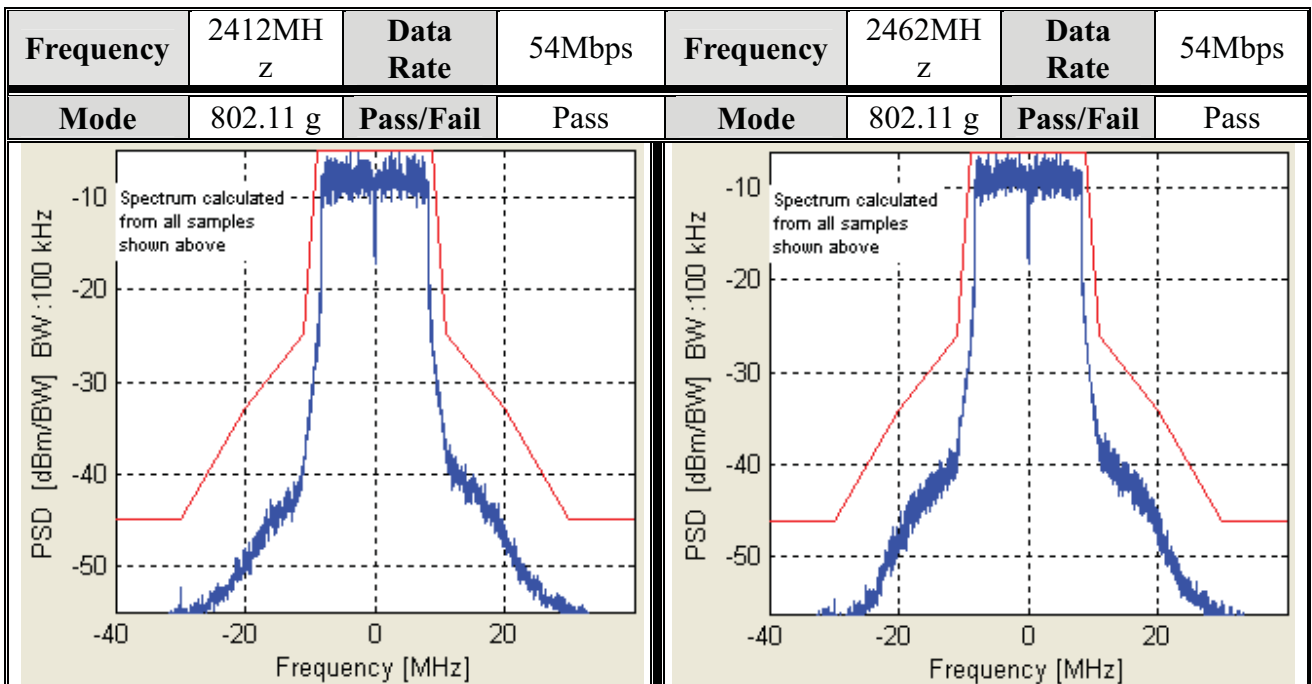 Frequency 2412MH
z Data
Rate 54Mbps Frequency 2462MH
z Data
Rate 54Mbps
Mode 802.11 g Pass/Fail Pass Mode 802.11 g Pass/Fail Pass
Spectrum calculated
from all samples
shown above
PSD [dBm/BW] BW:100 kHz
-10
-20
-30
-40
-50
-40 -20 0 20
Frequency [MHz]
Spectrum calculated
from all samples
shown above
PSD [dBm/BW] BW:100 kHz
-10
-20
-30
-40
-50
-40 -20 0 20
Frequency [MHz]